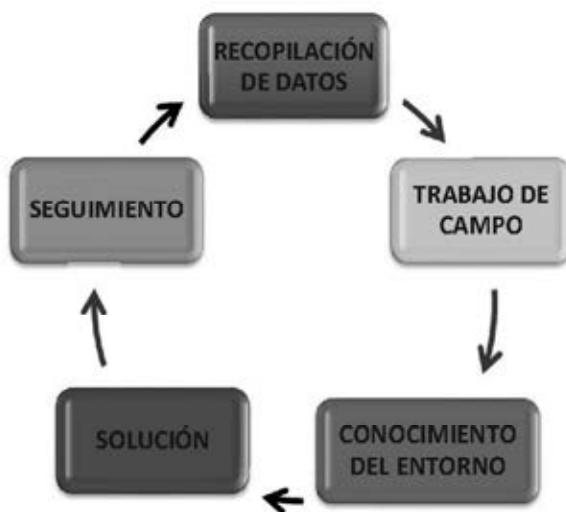 RECOPILACIÓN
DE DATOS
TRABAJO DE
CAMPO
CONOCIMIENTO
DEL ENTORNO
SOLUCIÓN
SEGUIMIENTO